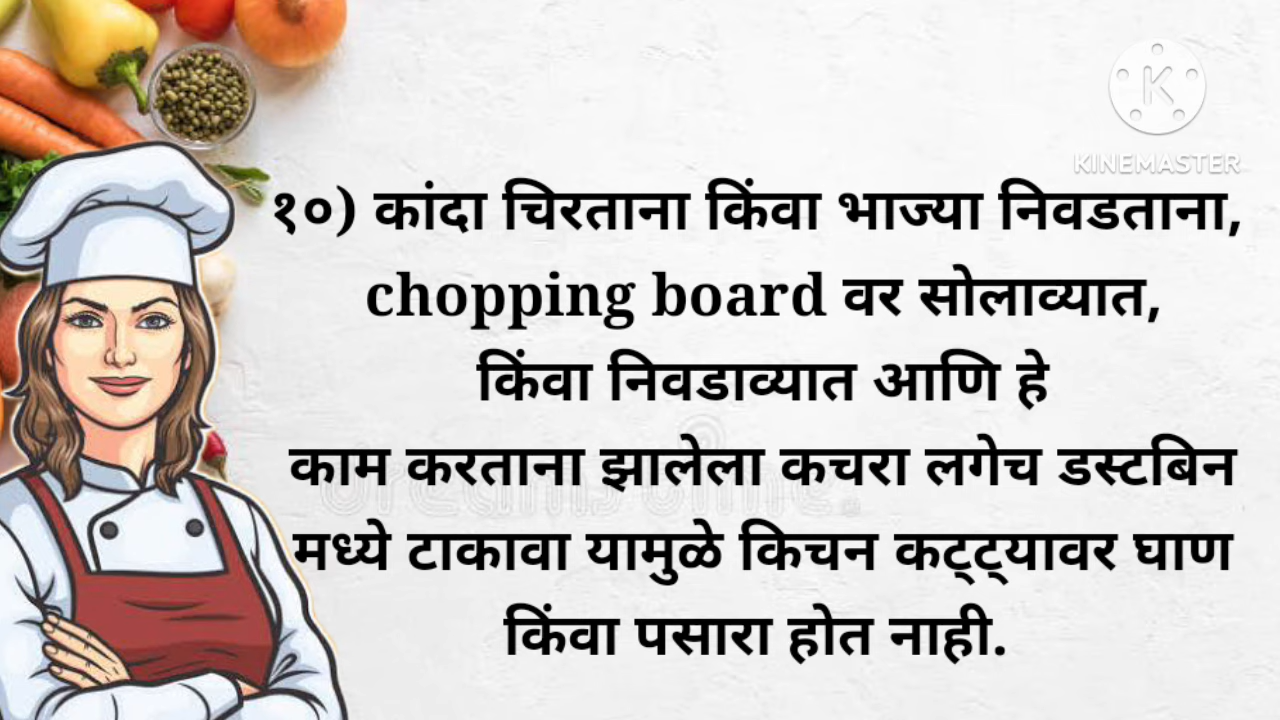 KINEMASTER
१०) कांदा चिरताना किंवा भाज्या निवडताना,
chopping board वर सोलाव्यात,
किंवा निवडाव्यात आणि हे
काम करताना झालेला कचरा लगेच डस्टबिन
मध्ये टाकावा यामुळे किचन कट्ट्यावर घाण
किंवा पसारा होत नाही.
dreamstime.